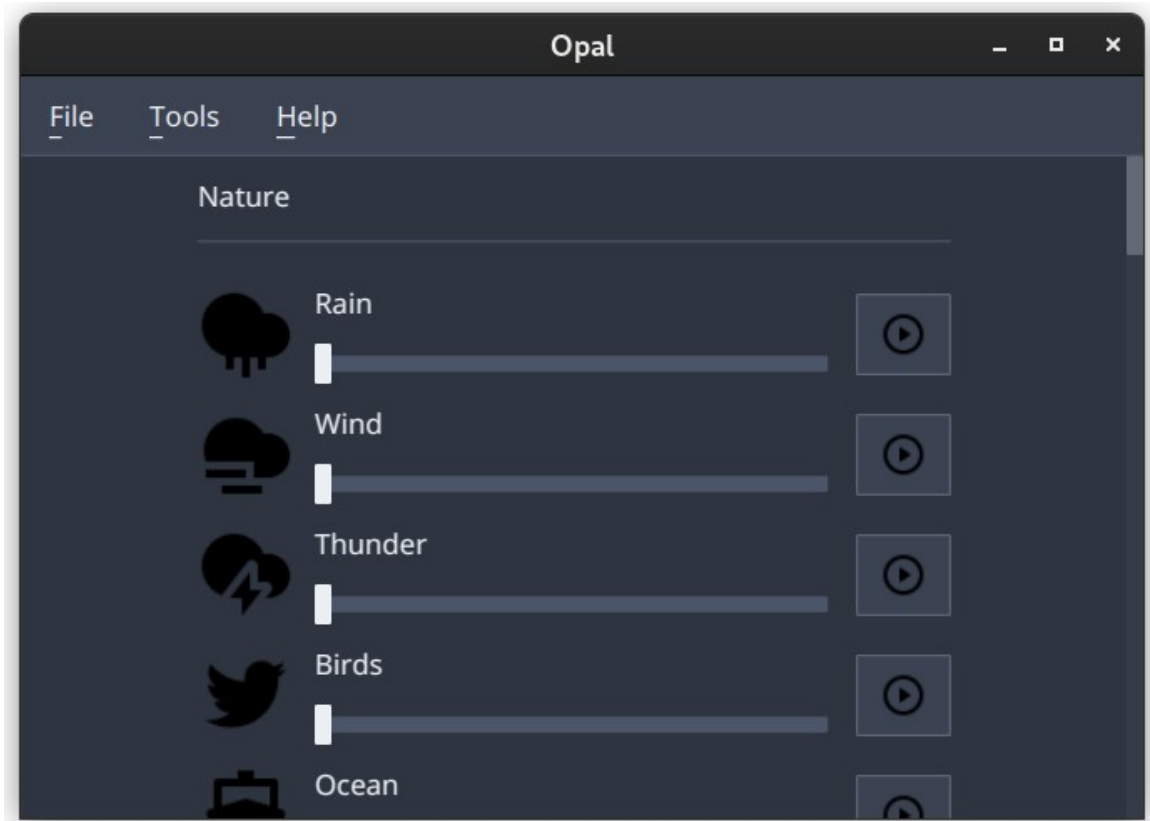 Opal
File Tools Help
Nature
Rain
Wind
Thunder
Birds
Ocean